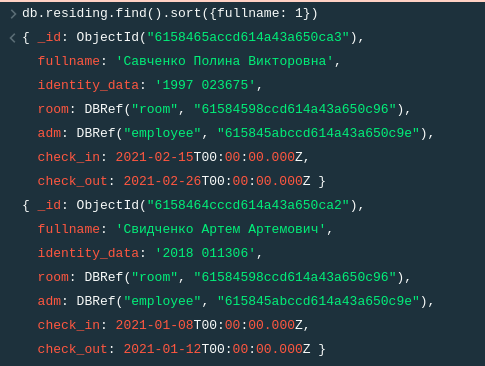 db.residing.find().sort({fullname: 1})
{ _id: ObjectId("6158465accd614a43a650ca3"),
fullname: 'Савченко Полина Викторовна',
identity_data: '1997 023675',
room: DBRef("room", "61584598ccd614a43a650c96"),
adm: DBRef("employee", "615845abccd614a43a650c9e"),
check_in: 2021-02-15T00:00:00.000Z,
check_out: 2021-02-26T00:00:00.000Z }
{ _id: ObjectId("6158464cccd614a43a650ca2"),
fullname: 'Свидченко Артем Артемович',
identity_data: '2018 011306',
room: DBRef("room", "61584598ccd614a43a650c96"),
adm: DBRef("employee", "615845abccd614a43a650c9e"),
check_in: 2021-01-08T00:00:00.000Z,
check_out: 2021-01-12T00:00:00.000Z }